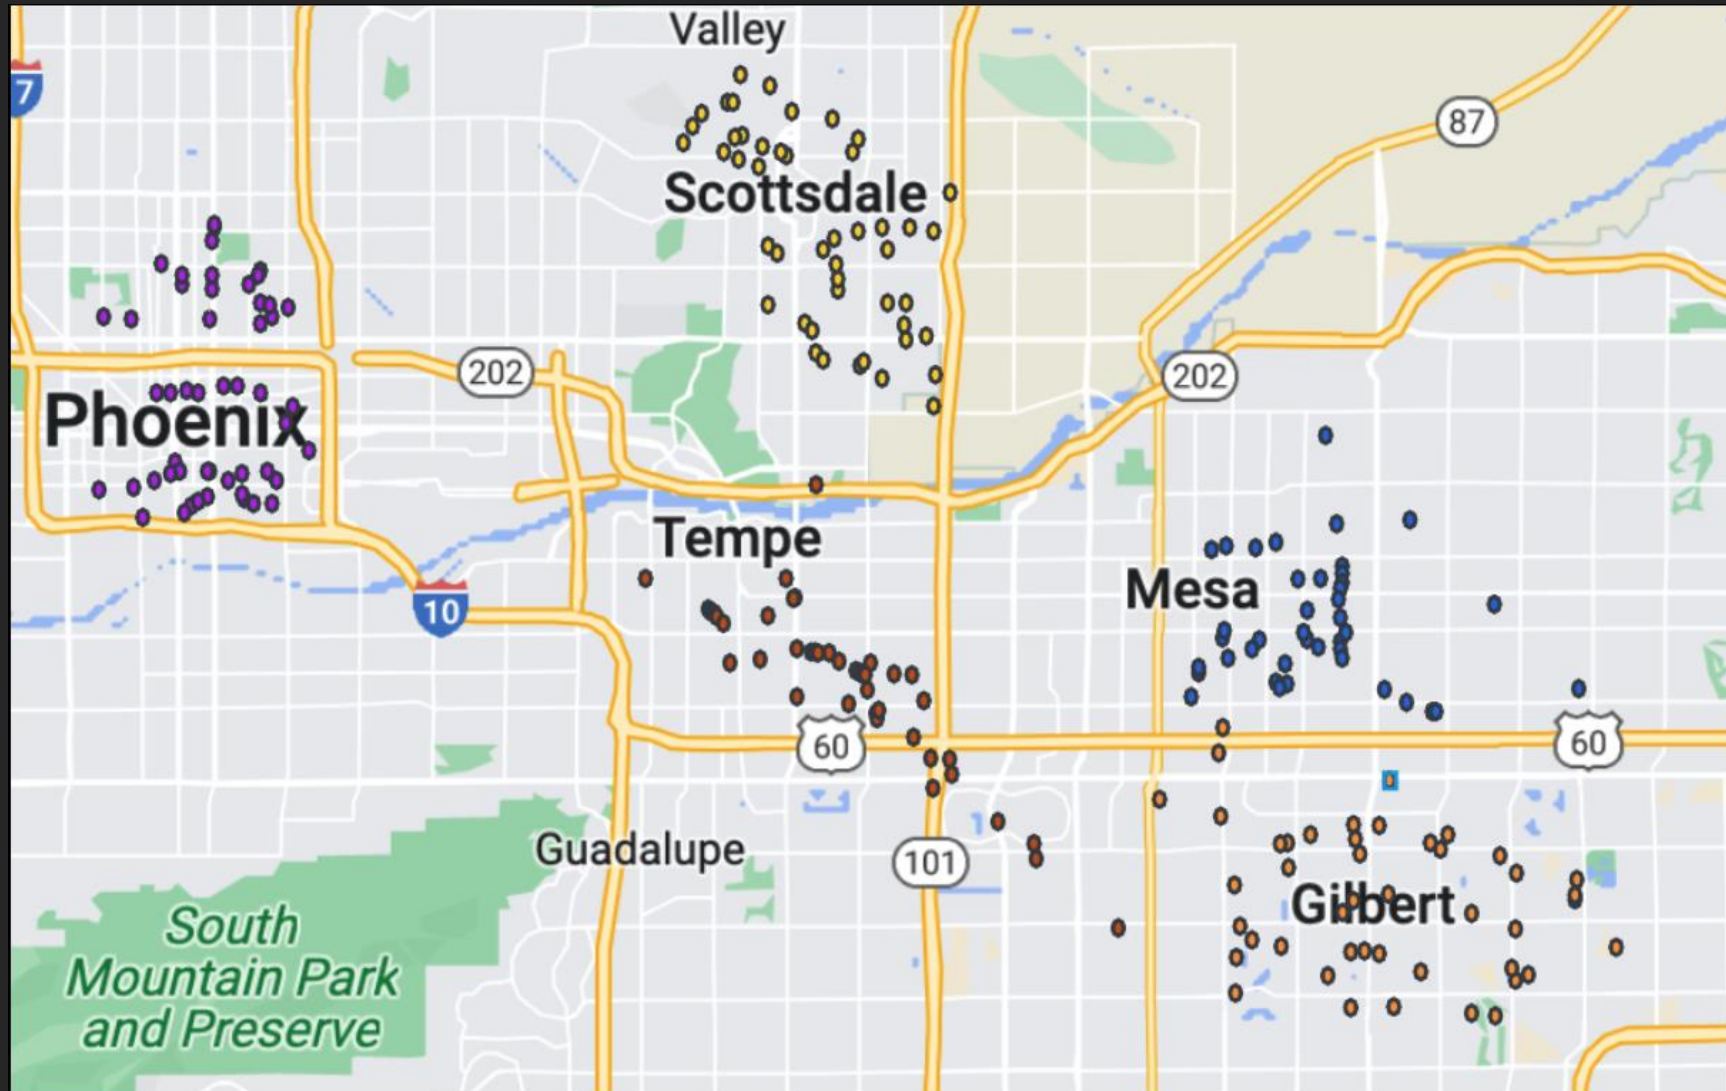 Valley
7
87
Scottsdale
202
202
Phoenix
Tempe
Mesa
10
60
60
Guadalupe
101
Gilbert
South
Mountain Park
and Preserve